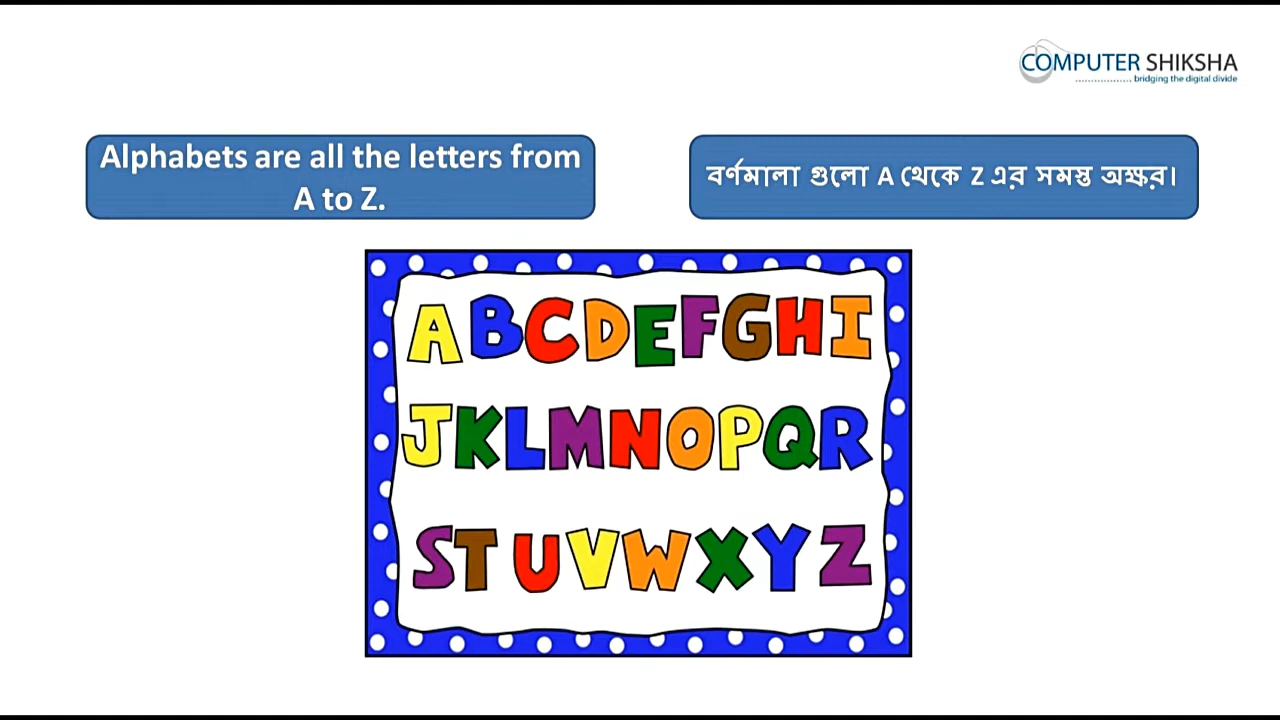 COMPUTER SHIKSHA
bridging the digital divide
Alphabets are all the letters from
A to Z.
বর্ণমালা গুলো A থেকে Z এর সমস্ত অক্ষর।
ABCDEFGHI
JKLMNOPQR
STUVWXYZ